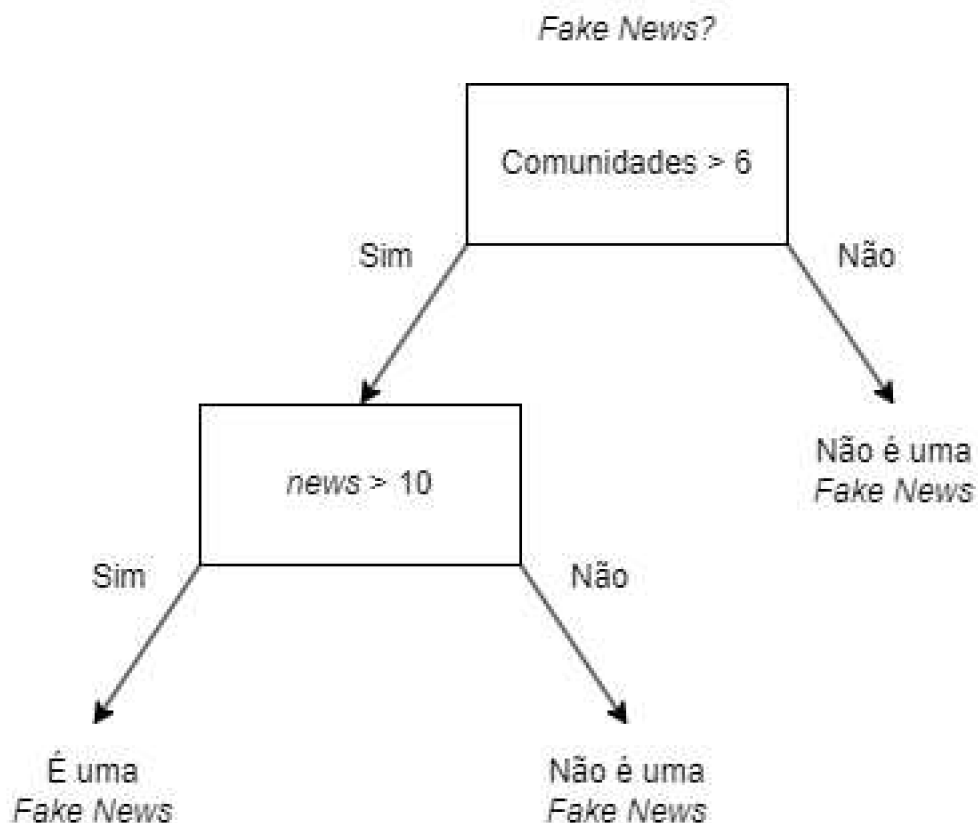 Fake News?
Comunidades > 6
Sim
Não
news > 10
Não é uma
Fake News
Sim
Não
É uma
Fake News
Não é uma
Fake News